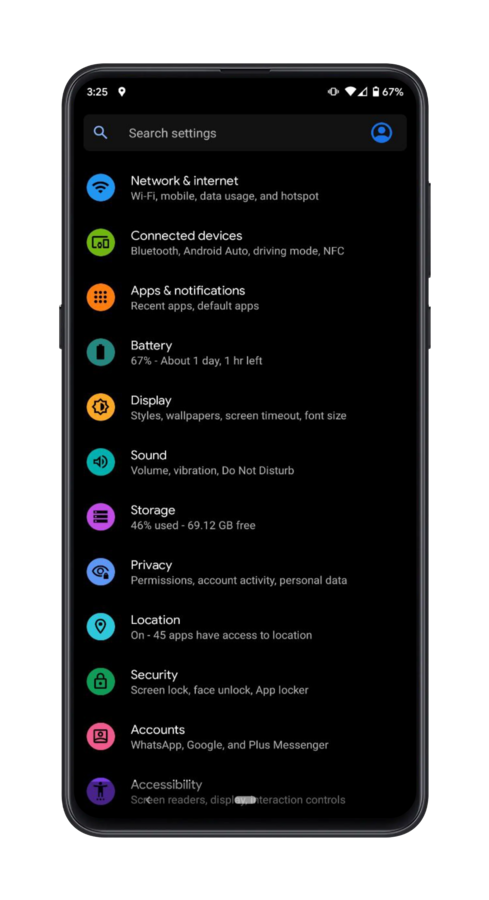 3:25
67%
Search settings
Network & internet
Wi-Fi, mobile, data usage, and hotspot
Connected devices
Bluetooth, Android Auto, driving mode, NFC
Apps & notifications
Recent apps, default apps
Battery
67% - About 1 day, 1 hr left
Display
Styles, wallpapers, screen timeout, font size
Sound
Volume, vibration, Do Not Disturb
Storage
46% used - 69.12 GB free
Privacy
Permissions, account activity, personal data
Location
On - 45 apps have access to location
Security
Screen lock, face unlock, App locker
Accounts
WhatsApp, Google, and Plus Messenger
Accessibility
Screen readers, display, interaction controls